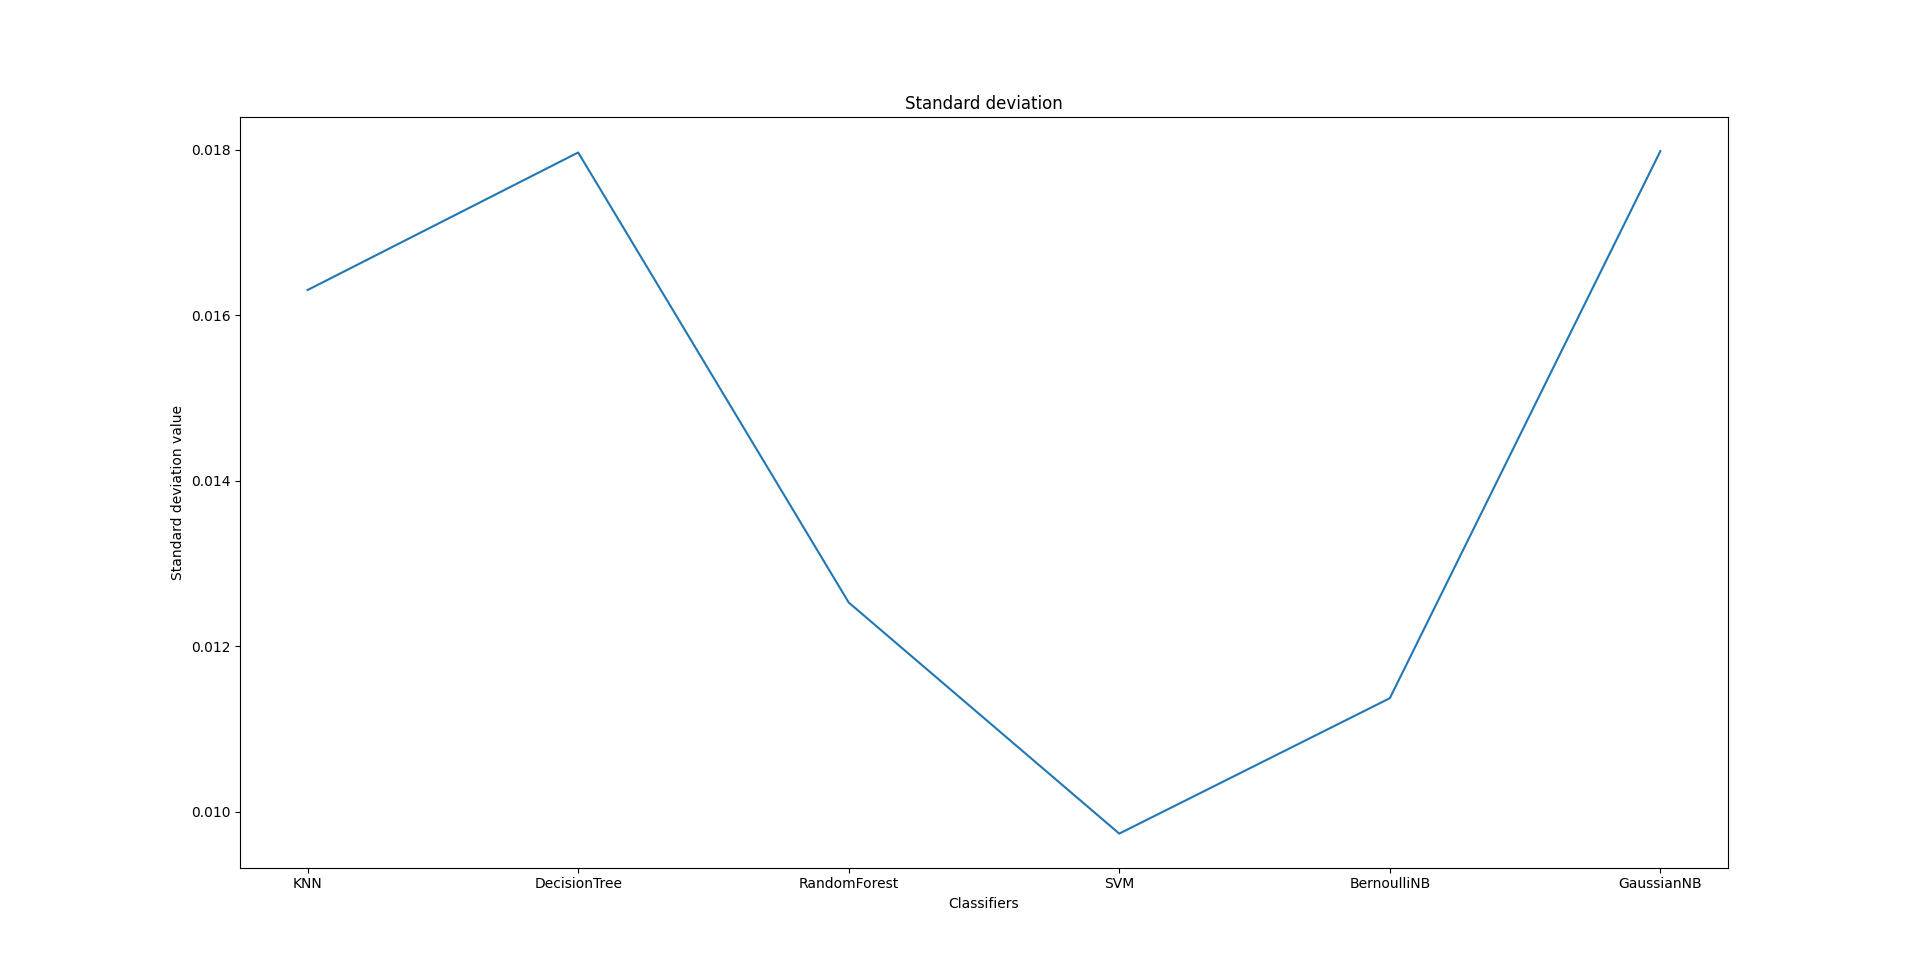 Standard deviation
0.018
0.016
0.014
0.012
0.010
Standard deviation value
KNN DecisionTree RandomForest SVM BernoulliNB GaussianNB
Classifiers